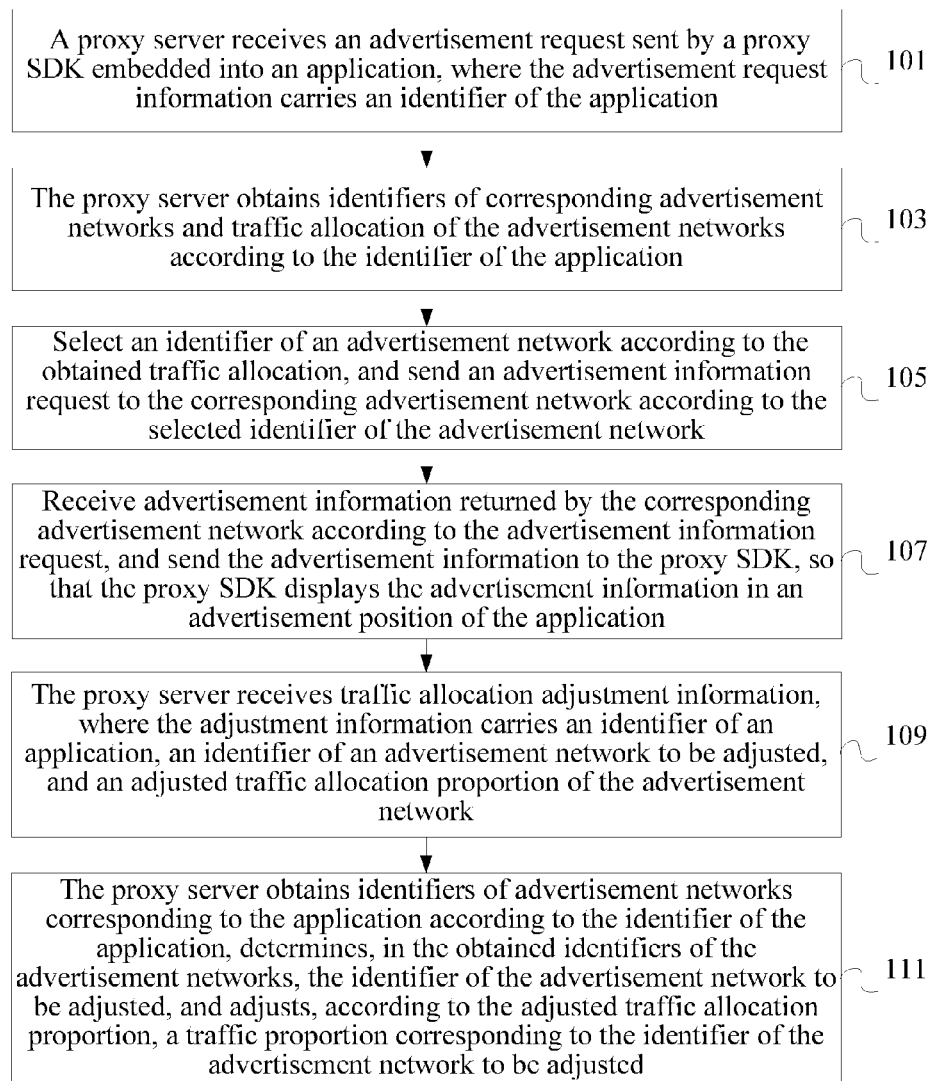 A proxy server receives an advertisement request sent by a proxy
SDK embedded into an application, where the advertisement request
information carries an identifier of the application
101
The proxy server obtains identifiers of corresponding advertisement
networks and traffic allocation of the advertisement networks
according to the identifier of the application
103
Select an identifier of an advertisement network according to the
obtained traffic allocation, and send an advertisement information
request to the corresponding advertisement network according to the
selected identifier of the advertisement network
105
Receive advertisement information returned by the corresponding
advertisement network according to the advertisement information
request, and send the advertisement information to the proxy SDK, so
that the proxy SDK displays the advertisement information in an
advertisement position of the application
107
The proxy server receives traffic allocation adjustment information,
where the adjustment information carries an identifier of an
application, an identifier of an advertisement network to be adjusted,
and an adjusted traffic allocation proportion of the advertisement
network
109
The proxy server obtains identifiers of advertisement networks
corresponding to the application according to the identifier of the
application, determines, in the obtained identifiers of the
advertisement networks, the identifier of the advertisement network to
be adjusted, and adjusts, according to the adjusted traffic allocation
proportion, a traffic proportion corresponding to the identifier of the
advertisement network to be adjusted
111